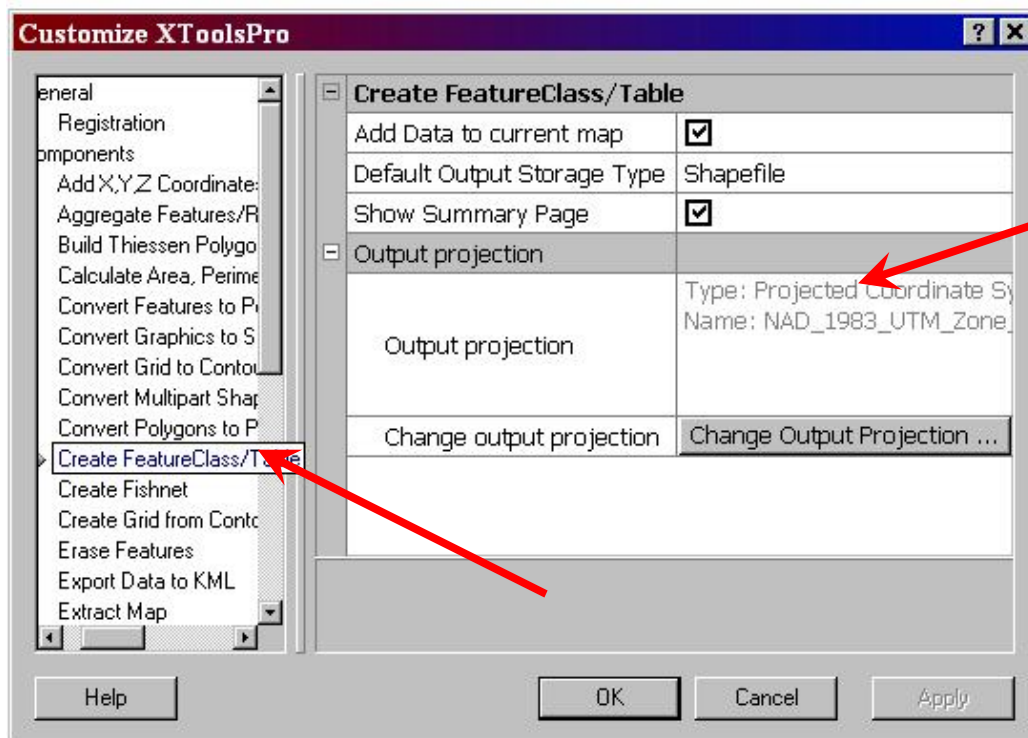 Customize XToolsPro
eneral
Registration
omponents
Add X,Y,Z Coordinate
Aggregate Features/R
Build Thiessen Polygo
Calculate Area, Perime
Convert Features to P
Convert Graphics to S
Convert Grid to Contou
Convert Multipart Shap
Convert Polygons to P
Create FeatureClass/Table
Create Fishnet
Create Grid from Conto
Erase Features
Export Data to KML
Extract Map
Create FeatureClass/Table
Add Data to current map
Default Output Storage Type Shapefile
Show Summary Page
Output projection
Output projection
Type: Projected Coordinate Sy
Name: NAD_1983_UTM_Zone_
Change output projection Change Output Projection ...
Help OK Cancel Apply